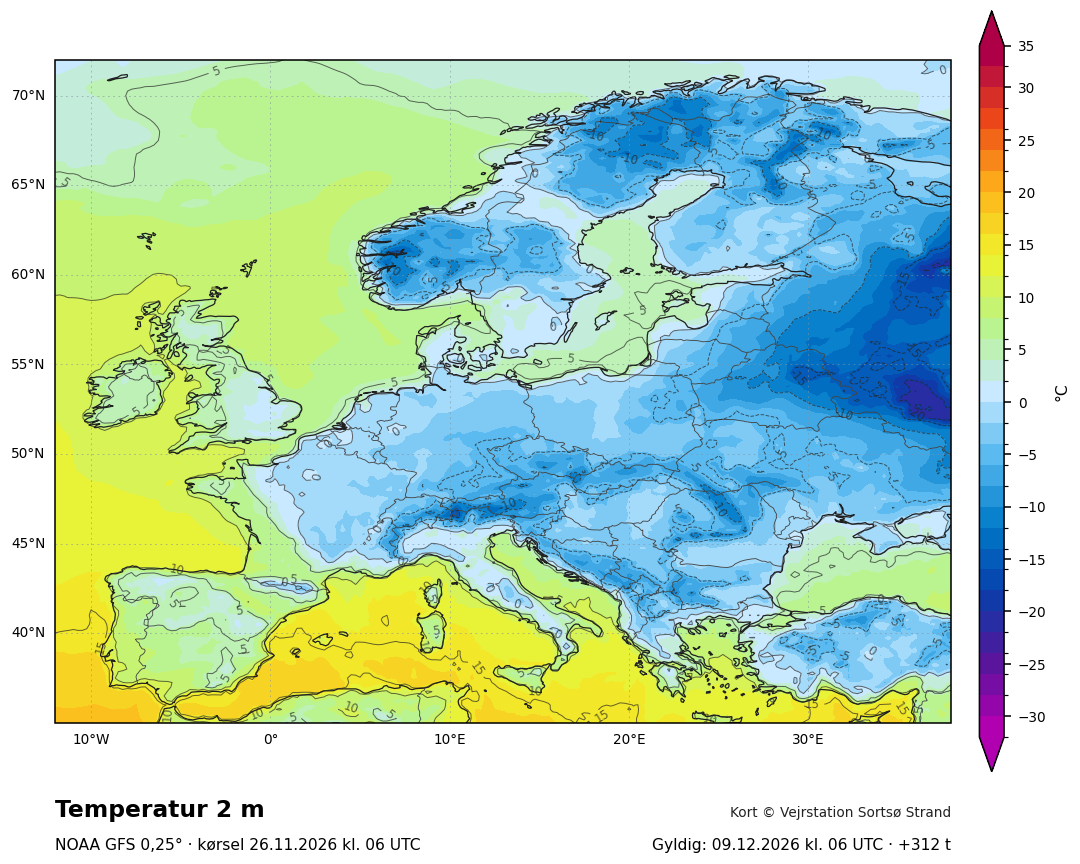 70°N
65°N
60°N
55°N
50°N
45°N
40°N
10°W
0°
10°E
20°E
30°E
35
30
25
20
15
10
5
0
−5
−10
−15
−20
−25
−30
°C
Temperatur 2 m
Kort © Vejrstation Sortsø Strand
NOAA GFS 0,25° · kørsel 26.11.2026 kl. 06 UTC
Gyldig: 09.12.2026 kl. 06 UTC · +312 t